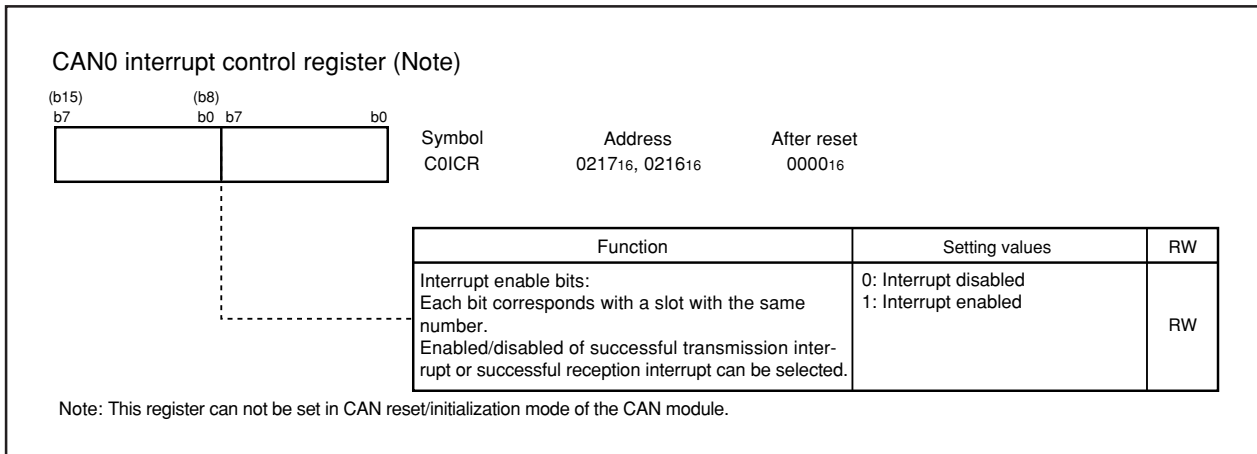 CAN0 interrupt control register (Note)
(b15) (b8)
b7 b0 b7 b0
Symbol Address After reset
C0ICR 021716, 021616 000016
Function Setting values RW
Interrupt enable bits: 0: Interrupt disabled
Each bit corresponds with a slot with the same 1: Interrupt enabled
number. RW
Enabled/disabled of successful transmission inter-
rupt or successful reception interrupt can be selected.
Note: This register can not be set in CAN reset/initialization mode of the CAN module.